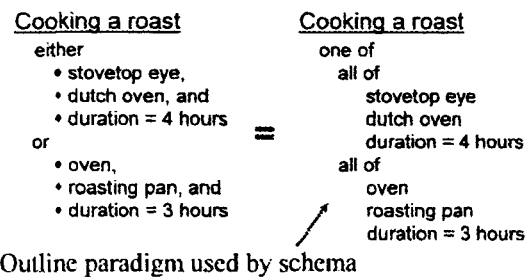 Cooking a roast
either
• stovetop eye,
• dutch oven, and
• duration = 4 hours
or
• oven,
• roasting pan, and
• duration = 3 hours
=
Cooking a roast
one of
all of
stovetop eye
dutch oven
duration = 4 hours
all of
oven
roasting pan
duration = 3 hours
Outline paradigm used by schema